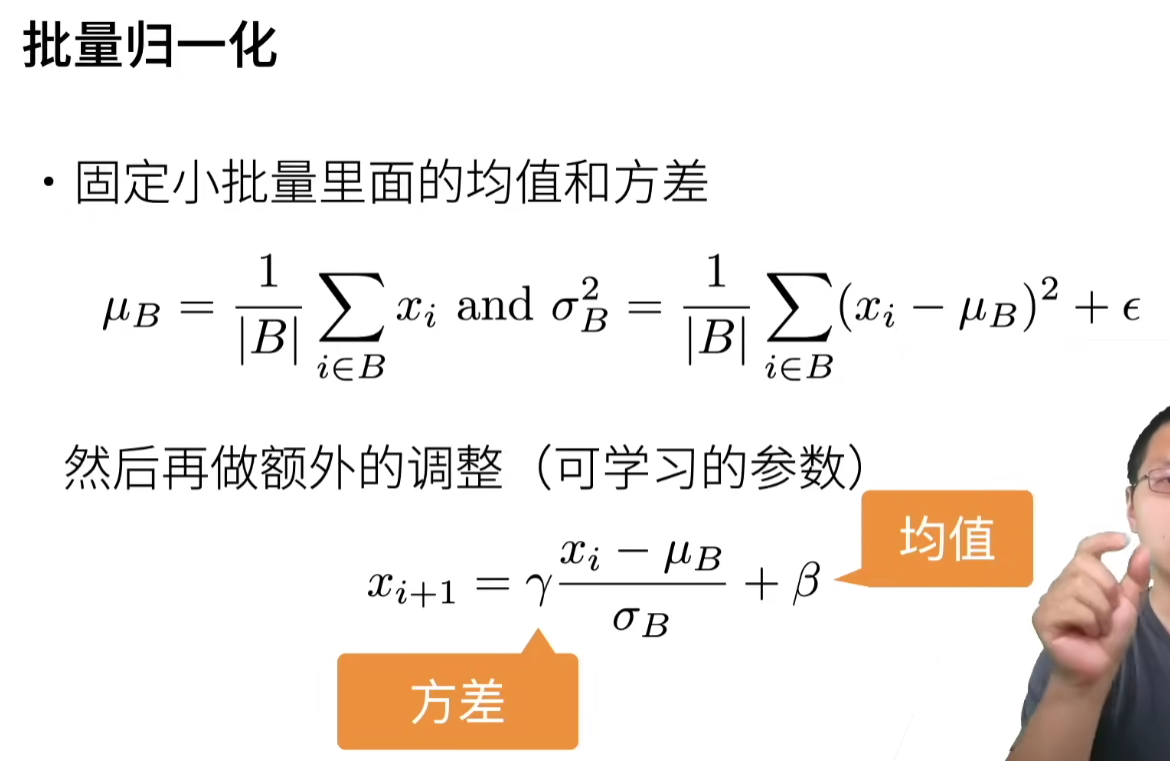 批量归一化
• 固定小批量里面的均值和方差
$\mu_B = \frac{1}{|B|} \sum_{i \in B} x_i \text{ and } \sigma_B^2 = \frac{1}{|B|} \sum_{i \in B} (x_i - \mu_B)^2 + \epsilon$
然后再做额外的调整（可学习的参数）
均值
$x_{i+1} = \gamma \frac{x_i - \mu_B}{\sigma_B} + \beta$
方差